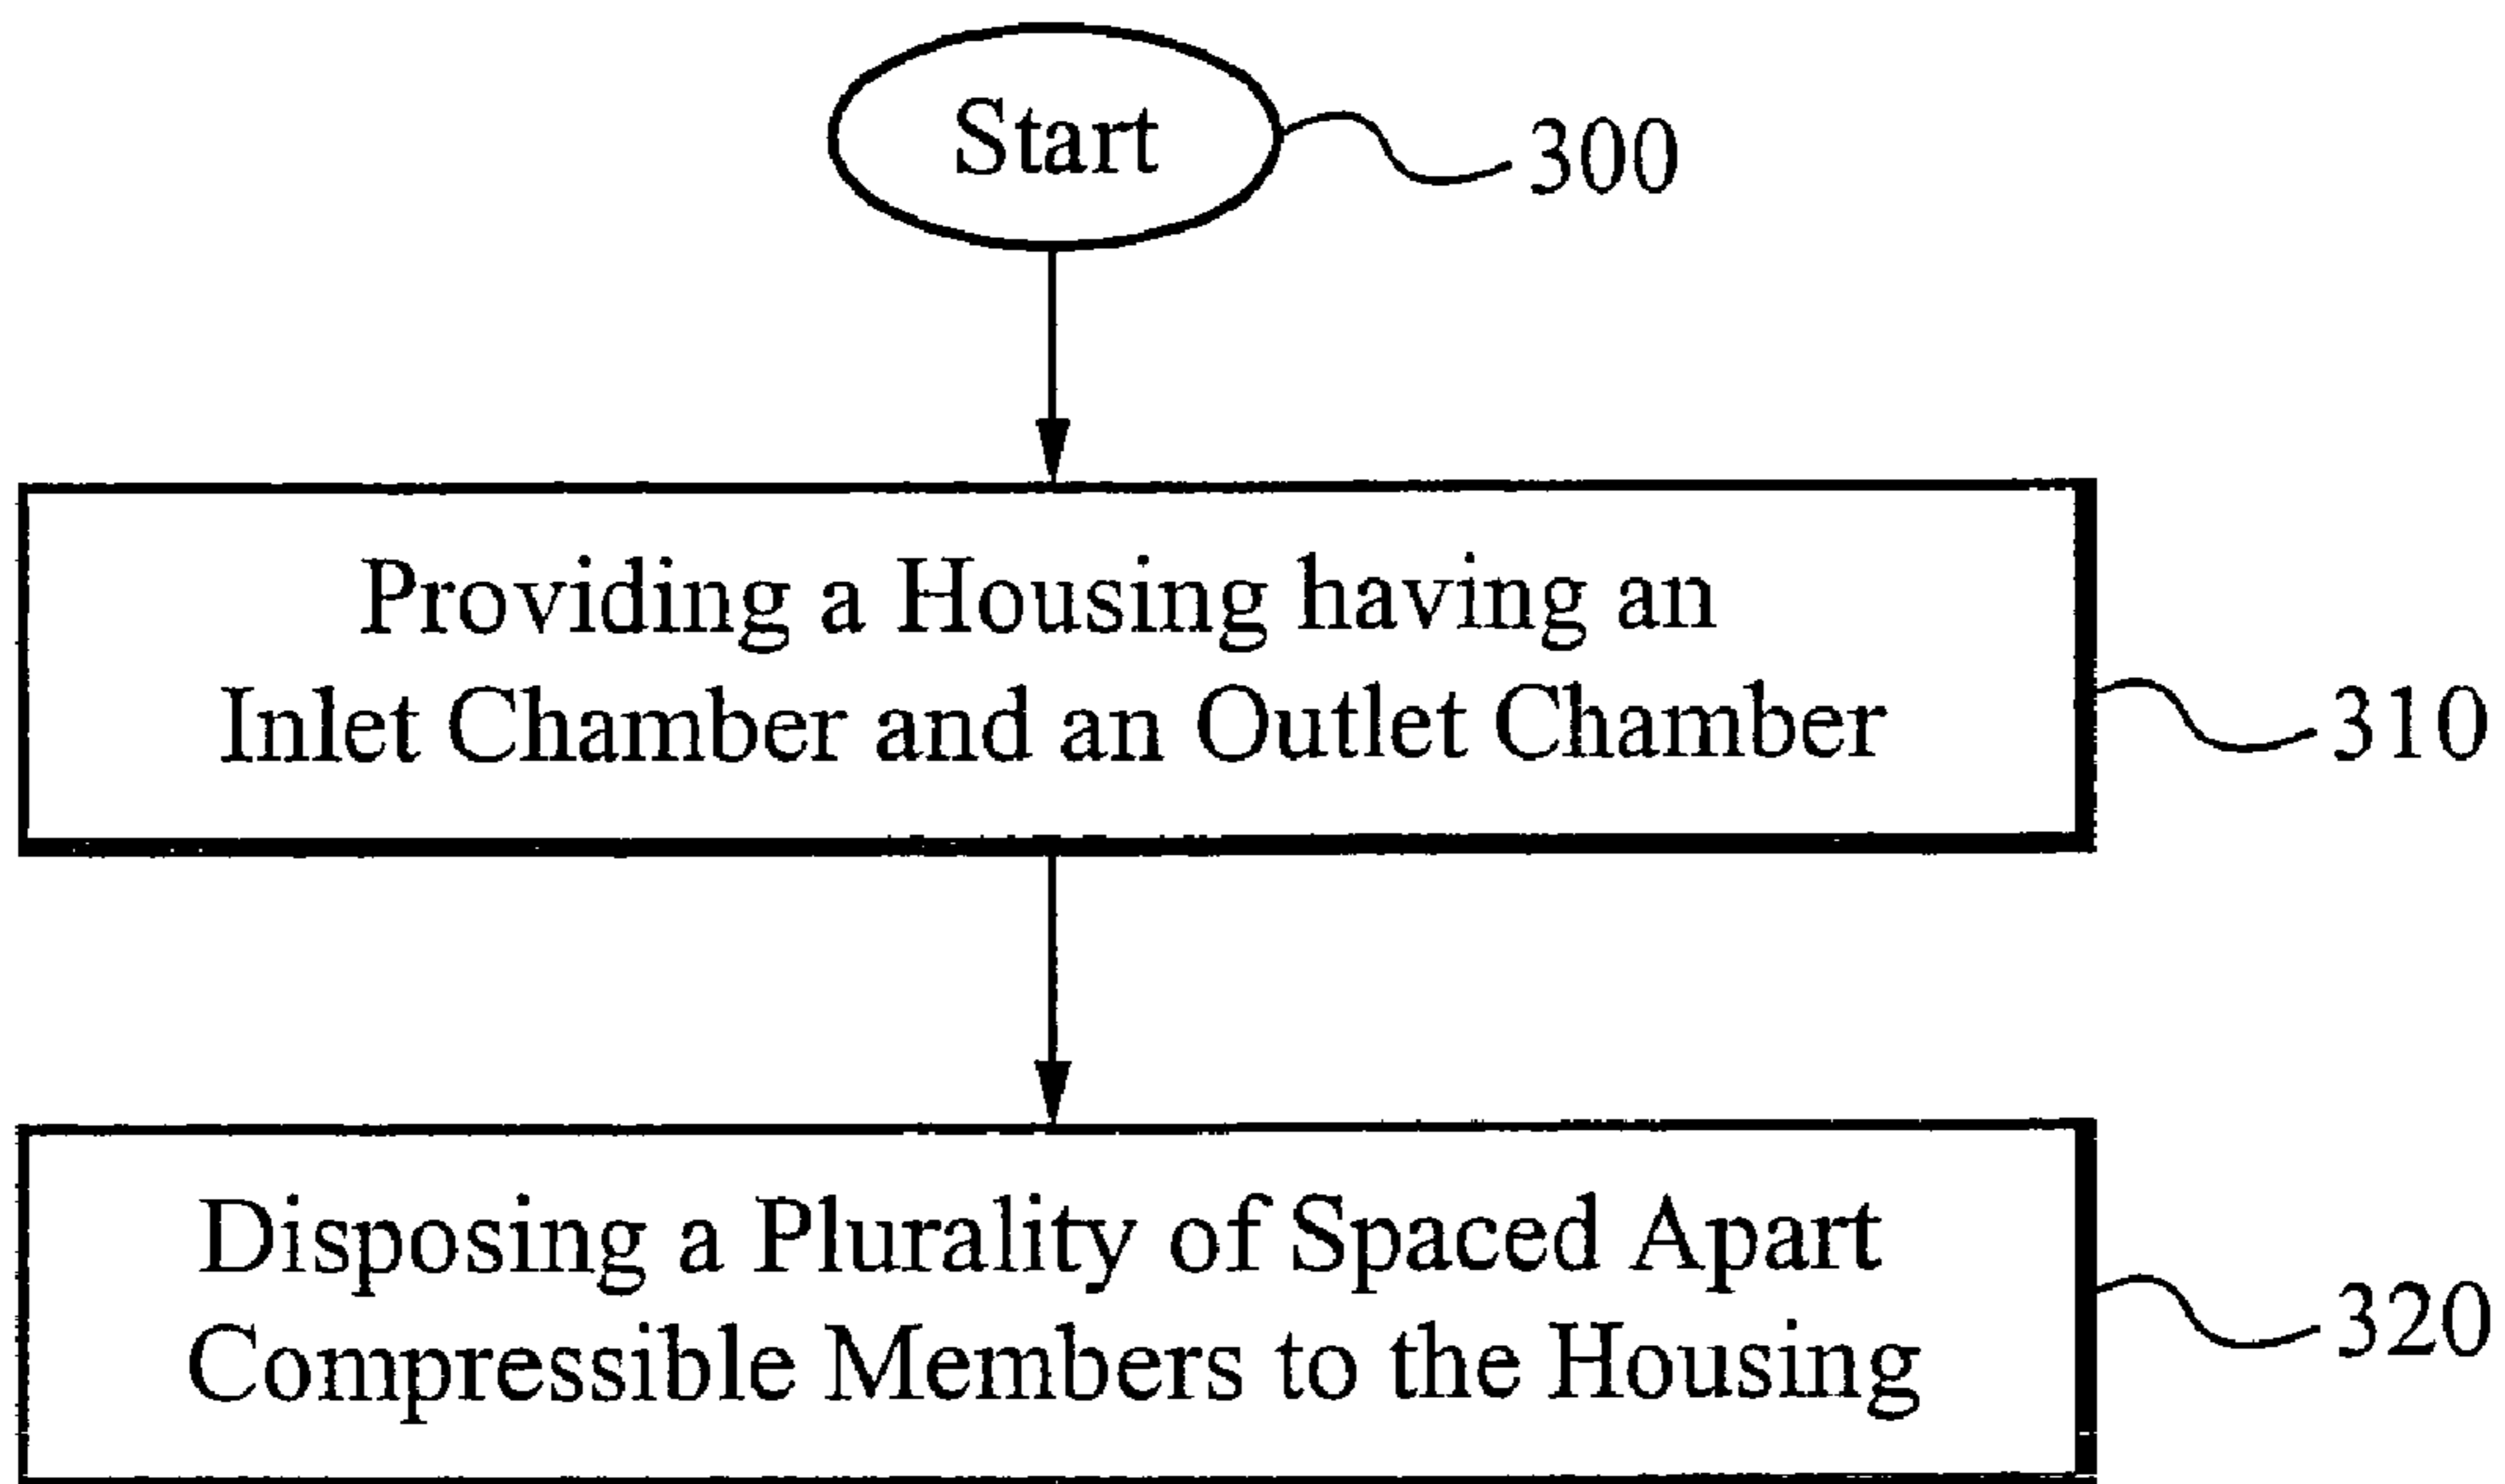 Start
300
Providing a Housing having an
Inlet Chamber and an Outlet Chamber
310
Disposing a Plurality of Spaced Apart
Compressible Members to the Housing
320